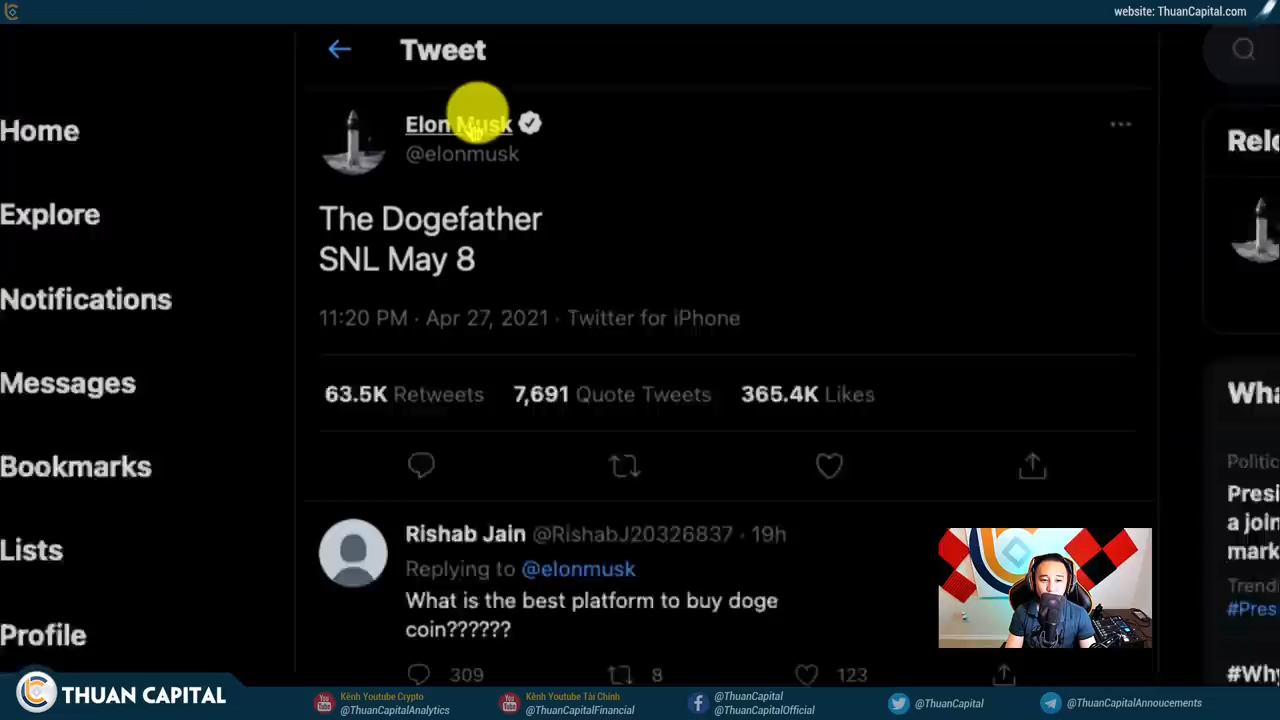 website: ThuanCapital.com
Tweet
Elon Musk
@elonmusk
The Dogefather
SNL May 8
11:20 PM · Apr 27, 2021 · Twitter for iPhone
63.5K Retweets 7,691 Quote Tweets 365.4K Likes
Rishab Jain @RishabJ20326837 · 19h
Replying to @elonmusk
What is the best platform to buy doge
coin??????
309 8 123
Home
Explore
Notifications
Messages
Bookmarks
Lists
Profile
Rele
Wha
Politic
Presi
a join
mark
Trendi
#Pres
#Why
THUAN CAPITAL
Kênh Youtube Crypto
@ThuanCapitalAnalytics
Kênh Youtube Tài Chính
@ThuanCapitalFinancial
@ThuanCapital
@ThuanCapitalOfficial
@ThuanCapital
@ThuanCapitalAnnoucements